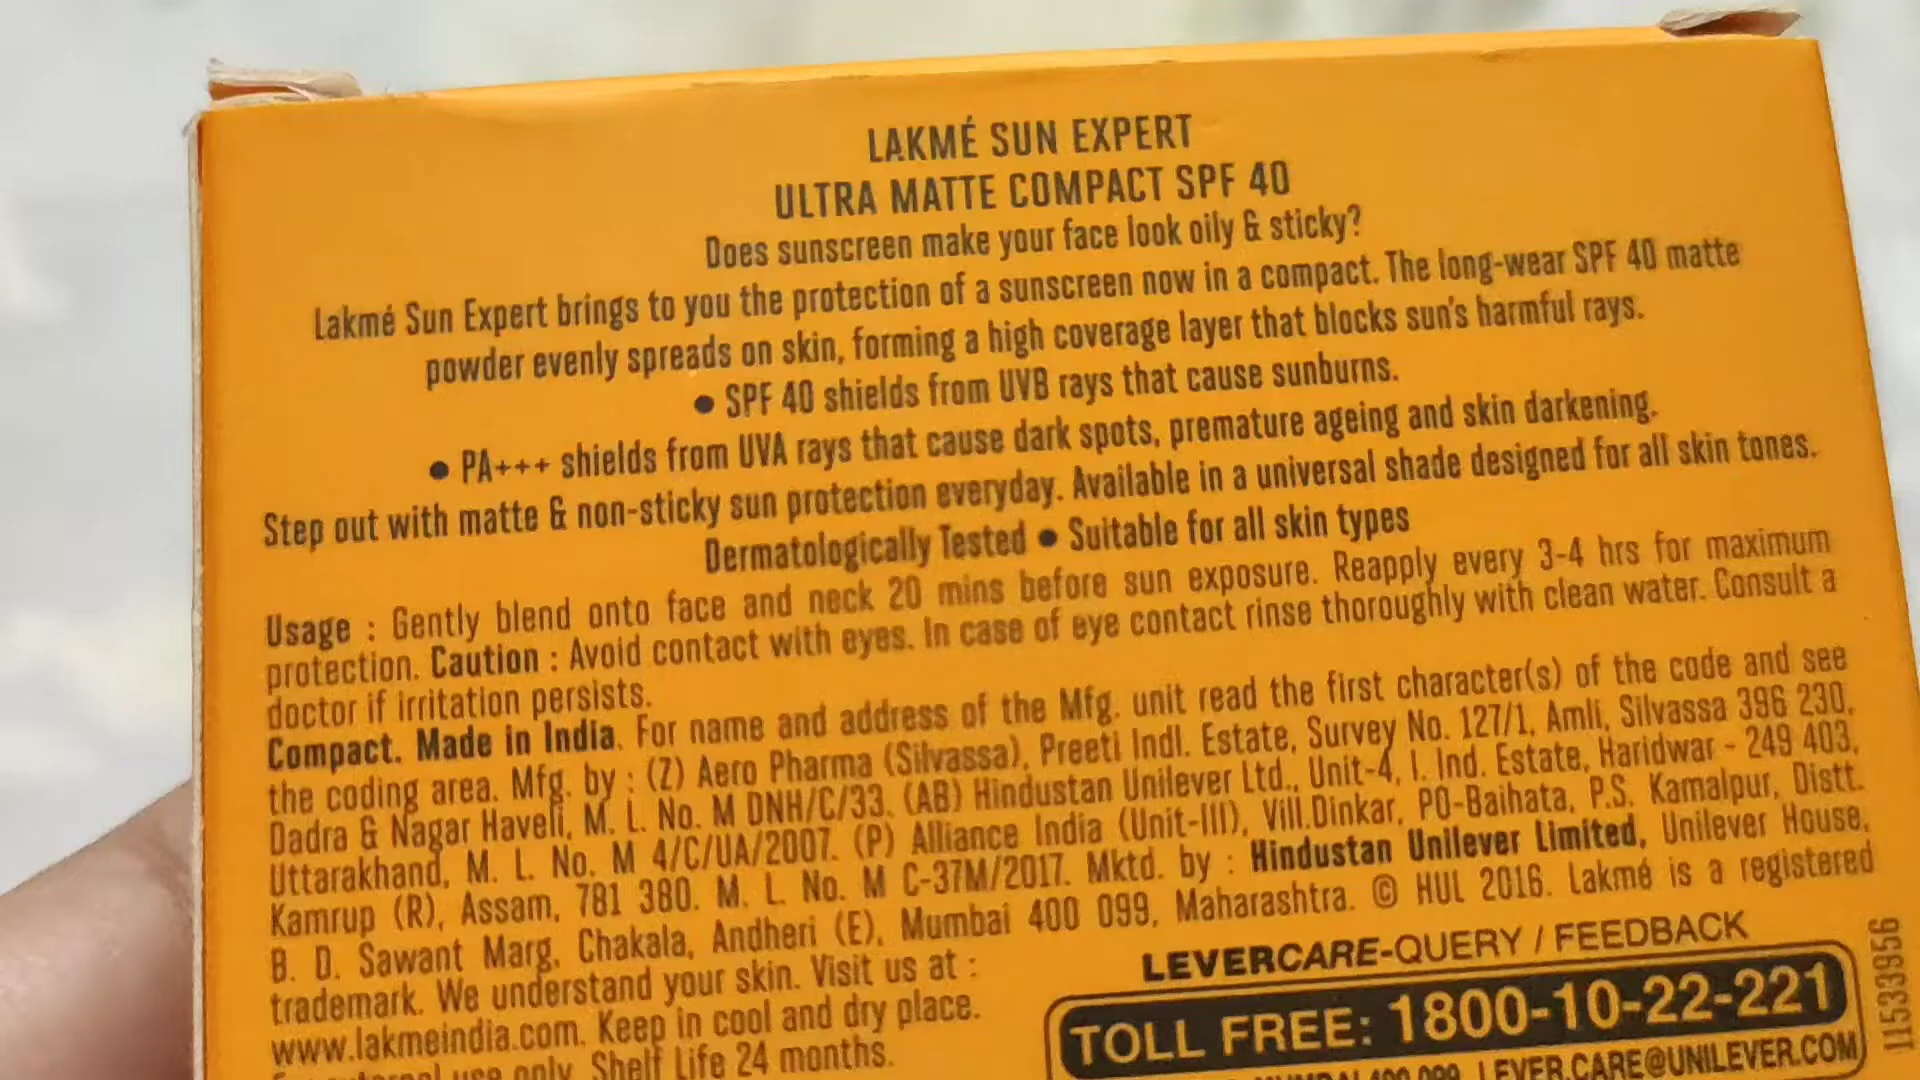 LAKMÉ SUN EXPERT
ULTRA MATTE COMPACT SPF 40
Does sunscreen make your face look oily & sticky?
Lakmé Sun Expert brings to you the protection of a sunscreen now in a compact. The long-wear SPF 40 matte
powder evenly spreads on skin, forming a high coverage layer that blocks sun's harmful rays.
● SPF 40 shields from UVB rays that cause sunburns.
● PA+++ shields from UVA rays that cause dark spots, premature ageing and skin darkening.
Step out with matte & non-sticky sun protection everyday. Available in a universal shade designed for all skin tones.
Dermatologically Tested ● Suitable for all skin types
Usage : Gently blend onto face and neck 20 mins before sun exposure. Reapply every 3-4 hrs for maximum
protection. Caution : Avoid contact with eyes. In case of eye contact rinse thoroughly with clean water. Consult a
doctor if irritation persists.
Compact. Made in India. For name and address of the Mfg. unit read the first character(s) of the code and see
the coding area. Mfg. by : (Z) Aero Pharma (Silvassa), Preeti Indl. Estate, Survey No. 127/1, Amli, Silvassa 396 230,
Dadra & Nagar Haveli, M. L. No. M DNH/C/33. (AB) Hindustan Unilever Ltd., Unit-4, I. Ind. Estate, Haridwar - 249 403,
Uttarakhand, M. L. No. M 4/C/UA/2007. (P) Alliance India (Unit-III), Vill.Dinkar, PO-Baihata, P.S. Kamalpur, Distt.
Kamrup (R), Assam, 781 380. M. L. No. M C-37M/2017. Mktd. by : Hindustan Unilever Limited, Unilever House,
B. D. Sawant Marg, Chakala, Andheri (E), Mumbai 400 099, Maharashtra. © HUL 2016. Lakmé is a registered
trademark. We understand your skin. Visit us at :
www.lakmeindia.com. Keep in cool and dry place.
external use only. Shelf Life 24 months.
LEVERCARE-QUERY / FEEDBACK
TOLL FREE: 1800-10-22-221
MUMBAI 400 099 LEVER.CARE@UNILEVER.COM
11533956